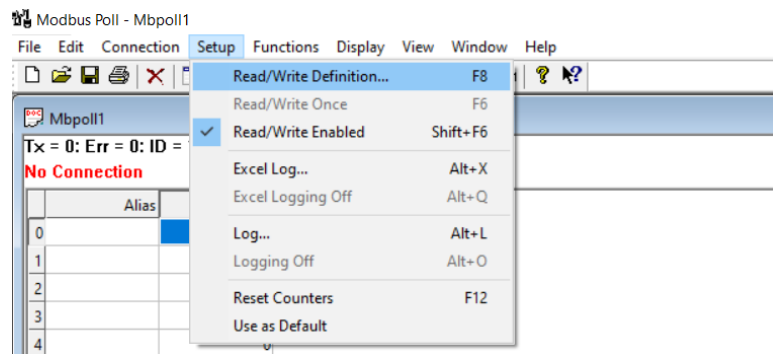 Modbus Poll - Mbpoll1
File Edit Connection Setup Functions Display View Window Help
Mbpoll1
Tx = 0: Err = 0: ID =
No Connection
Alias
0
1
2
3
4
Read/Write Definition... F8
Read/Write Once F6
Read/Write Enabled Shift+F6
Excel Log... Alt+X
Excel Logging Off Alt+Q
Log... Alt+L
Logging Off Alt+O
Reset Counters F12
Use as Default